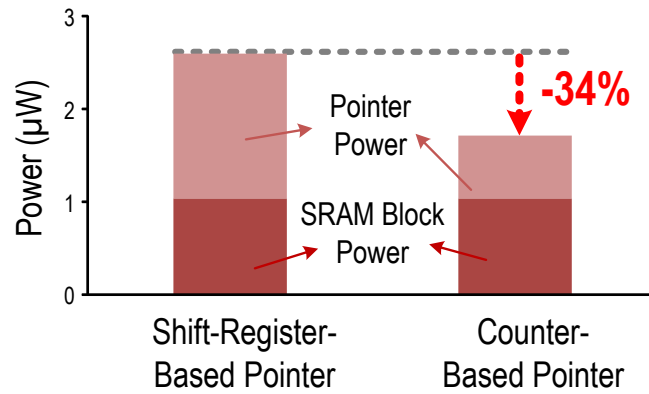 Power (µW)
3
2
1
0
-34%
Pointer
Power
SRAM Block
Power
Shift-Register-
Based Pointer
Counter-
Based Pointer